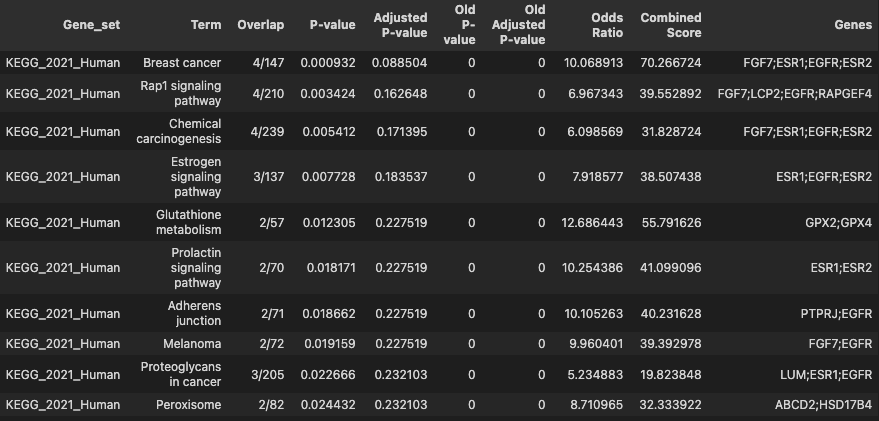 Gene_set Term Overlap P-value Adjusted P-value Old P-value Old Adjusted P-value Odds Ratio Combined Score Genes
KEGG_2021_Human Breast cancer 4/147 0.000932 0.088504 0 0 10.068913 70.266724 FGF7;ESR1;EGFR;ESR2
KEGG_2021_Human Rap1 signaling pathway 4/210 0.003424 0.162648 0 0 6.967343 39.552892 FGF7;LCP2;EGFR;RAPGEF4
KEGG_2021_Human Chemical carcinogenesis 4/239 0.005412 0.171395 0 0 6.098569 31.828724 FGF7;ESR1;EGFR;ESR2
KEGG_2021_Human Estrogen signaling pathway 3/137 0.007728 0.183537 0 0 7.918577 38.507438 ESR1;EGFR;ESR2
KEGG_2021_Human Glutathione metabolism 2/57 0.012305 0.227519 0 0 12.686443 55.791626 GPX2;GPX4
KEGG_2021_Human Prolactin signaling pathway 2/70 0.018171 0.227519 0 0 10.254386 41.099096 ESR1;ESR2
KEGG_2021_Human Adherens junction 2/71 0.018662 0.227519 0 0 10.105263 40.231628 PTPRJ;EGFR
KEGG_2021_Human Melanoma 2/72 0.019159 0.227519 0 0 9.960401 39.392978 FGF7;EGFR
KEGG_2021_Human Proteoglycans in cancer 3/205 0.022666 0.232103 0 0 5.234883 19.823848 LUM;ESR1;EGFR
KEGG_2021_Human Peroxisome 2/82 0.024432 0.232103 0 0 8.710965 32.333922 ABCD2;HSD17B4